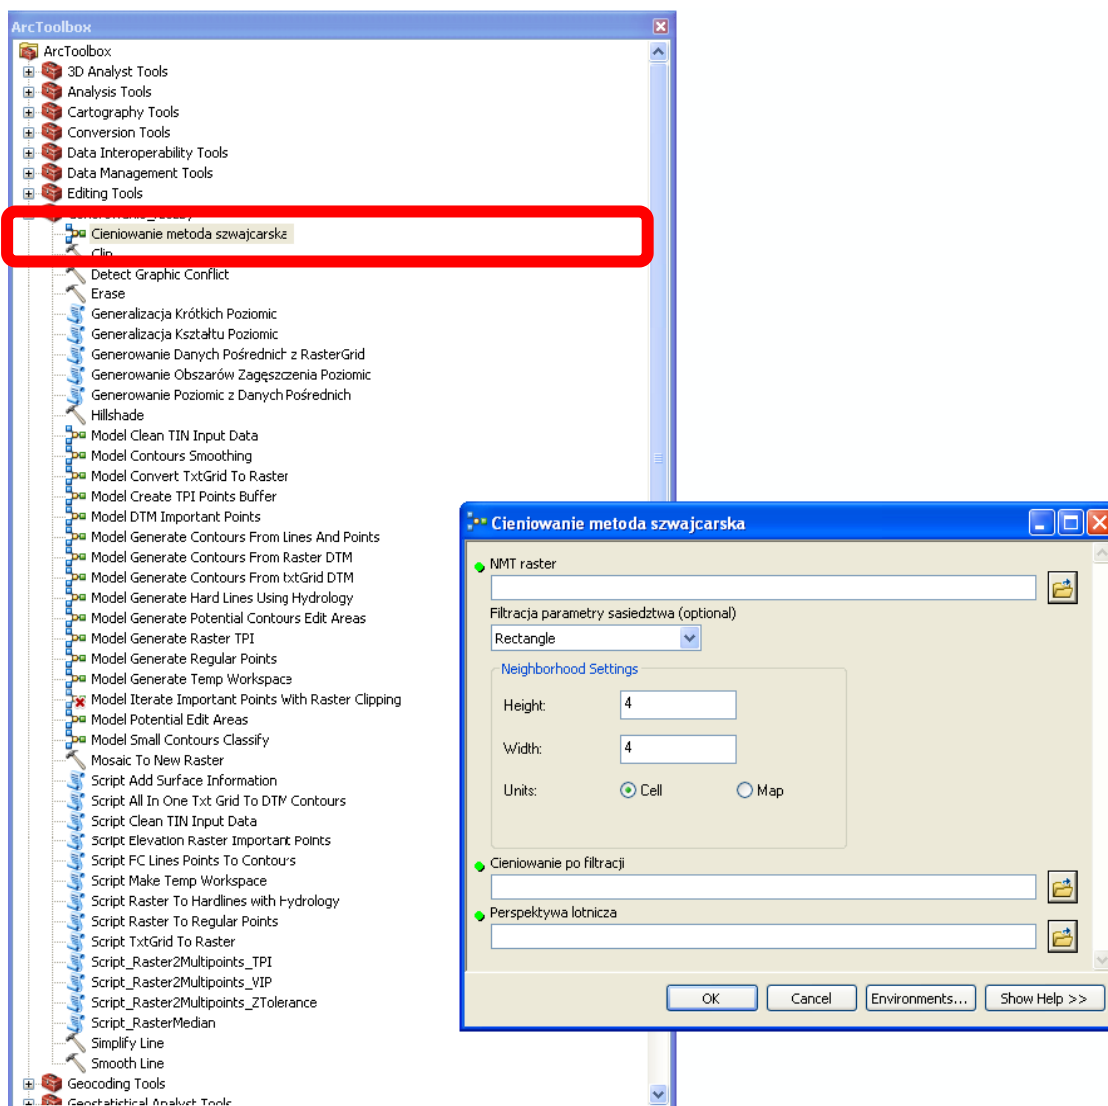 ArcToolbox
ArcToolbox
3D Analyst Tools
Analysis Tools
Cartography Tools
Conversion Tools
Data Interoperability Tools
Data Management Tools
Editing Tools
Cieniowanie metoda szwajcarska
Clip
Detect Graphic Conflict
Erase
Generalizacja Krótkich Poziomic
Generalizacja Kształtu Poziomic
Generowanie Danych Pośrednich z RasterGrid
Generowanie Obszarów Zagęszczenia Poziomic
Generowanie Poziomic z Danych Pośrednich
Hillshade
Model Clean TIN Input Data
Model Contours Smoothing
Model Convert TxtGrid To Raster
Model Create TPI Points Buffer
Model DTM Important Points
Model Generate Contours From Lines And Points
Model Generate Contours From Raster DTM
Model Generate Contours From txtGrid DTM
Model Generate Hard Lines Using Hydrology
Model Generate Potential Contours Edit Areas
Model Generate Raster TPI
Model Generate Regular Points
Model Generate Temp Workspace
Model Iterate Important Points With Raster Clipping
Model Potential Edit Areas
Model Small Contours Classify
Mosaic To New Raster
Script Add Surface Information
Script All In One Txt Grid To DTM Contours
Script Clean TIN Input Data
Script Elevation Raster Important Points
Script FC Lines Points To Contours
Script Make Temp Workspace
Script Raster To Hardlines with Hydrology
Script Raster To Regular Points
Script TxtGrid To Raster
Script_Raster2Multipoints_TPI
Script_Raster2Multipoints_VIP
Script_Raster2Multipoints_ZTolerance
Script_RasterMedian
Simplify Line
Smooth Line
Geocoding Tools
Geostatistical Analyst Tools
Cieniowanie metoda szwajcarska
NMT raster
Filtracja parametry sasiedztwa (optional)
Rectangle
Neighborhood Settings
Height: 4
Width: 4
Units: Cell Map
Cieniowanie po filtracji
Perspektywa lotnicza
OK Cancel Environments... Show Help >>